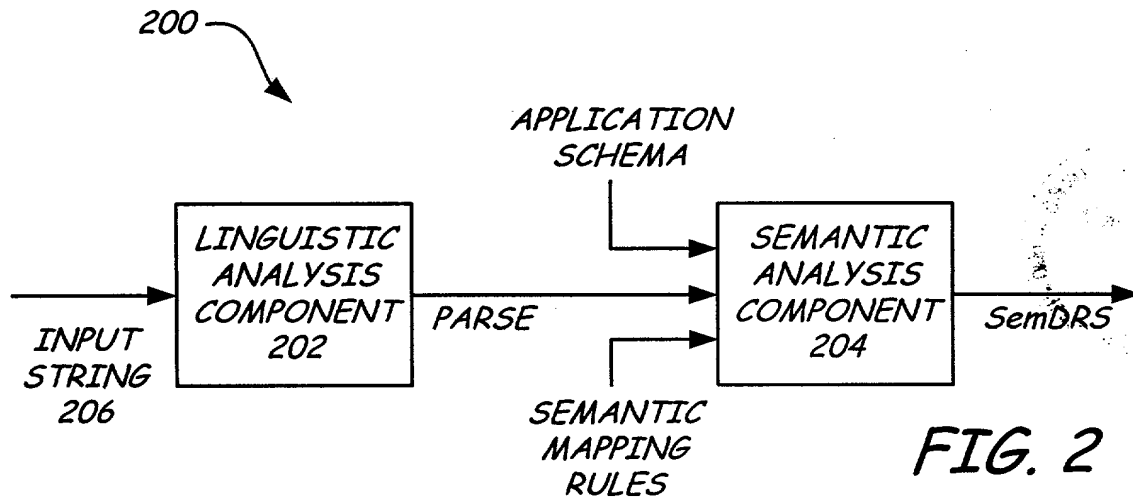 200
APPLICATION
SCHEMA
LINGUISTIC
ANALYSIS
COMPONENT
202
SEMANTIC
ANALYSIS
COMPONENT
204
INPUT
STRING
206
PARSE
SemDRS
SEMANTIC
MAPPING
RULES
FIG. 2